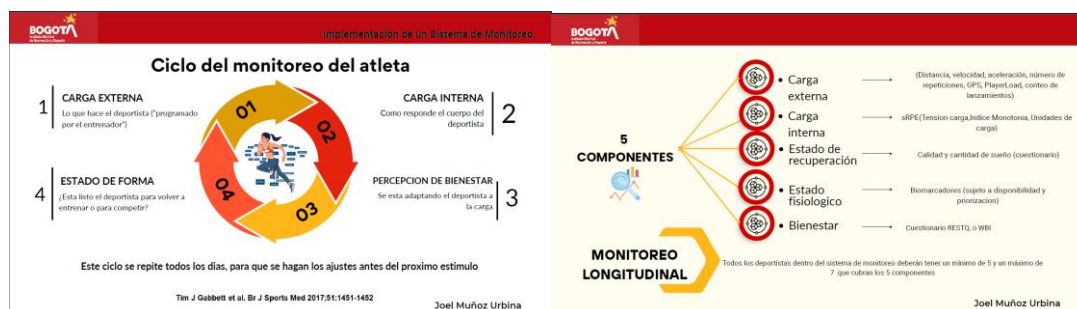 BOGOTÁ
Implementación de un Sistema de Monitoreo
Ciclo del monitoreo del atleta
1
CARGA EXTERNA
Lo que hace el deportista ("programado
por el entrenador")
CARGA INTERNA
Como responde el cuerpo del
deportista
2
01
02
03
04
4
ESTADO DE FORMA
¿Esta listo el deportista para volver a
entrenar o para competir?
PERCEPCION DE BIENESTAR
Se esta adaptando el deportista a
la carga
3
Este ciclo se repite todos los dias, para que se hagan los ajustes antes del proximo estimulo
Tim J Gabbett et al. Br J Sports Med 2017;51:1451-1452
Joel Muñoz Urbina
BOGOTÁ
5
COMPONENTES
• Carga
externa
(Distancia, velocidad, aceleración, número de
repeticiones, GPS, PlayerLoad, conteo de
lanzamientos)
• Carga
interna
sRPE(Tension carga,Indice Monotonia, Unidades de
carga)
• Estado de
recuperación
Calidad y cantidad de sueño (cuestionario)
• Estado
fisiologico
Biomarcadores (sujeto a disponibilidad y
priorizacion)
• Bienestar
Cuestionario RESTQ, o WBI
MONITOREO
LONGITUDINAL
Todos los deportistas dentro del sistema de monitoreo deberán tener un mínimo de 5 y un máximo de
7 que cubran los 5 componentes
Joel Muñoz Urbina